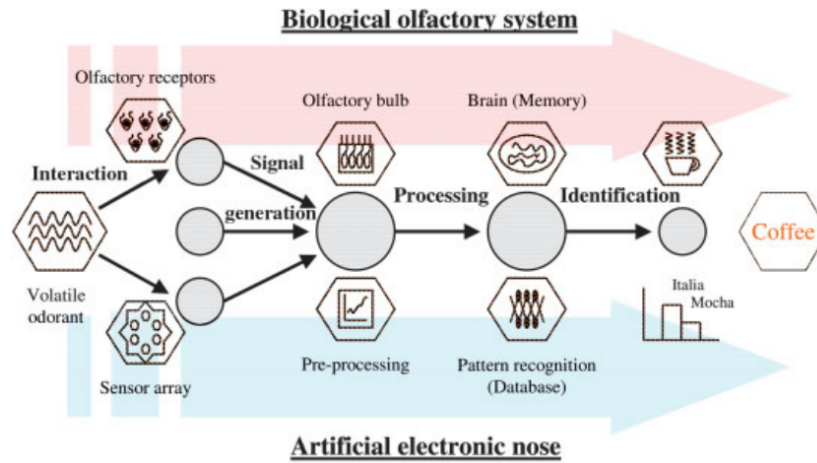 Biological olfactory system
Olfactory receptors
Olfactory bulb
Brain (Memory)
Interaction
Signal
generation
Processing
Identification
Volatile
odorant
Coffee
Sensor array
Pre-processing
Pattern recognition
(Database)
Italia
Mocha
Artificial electronic nose